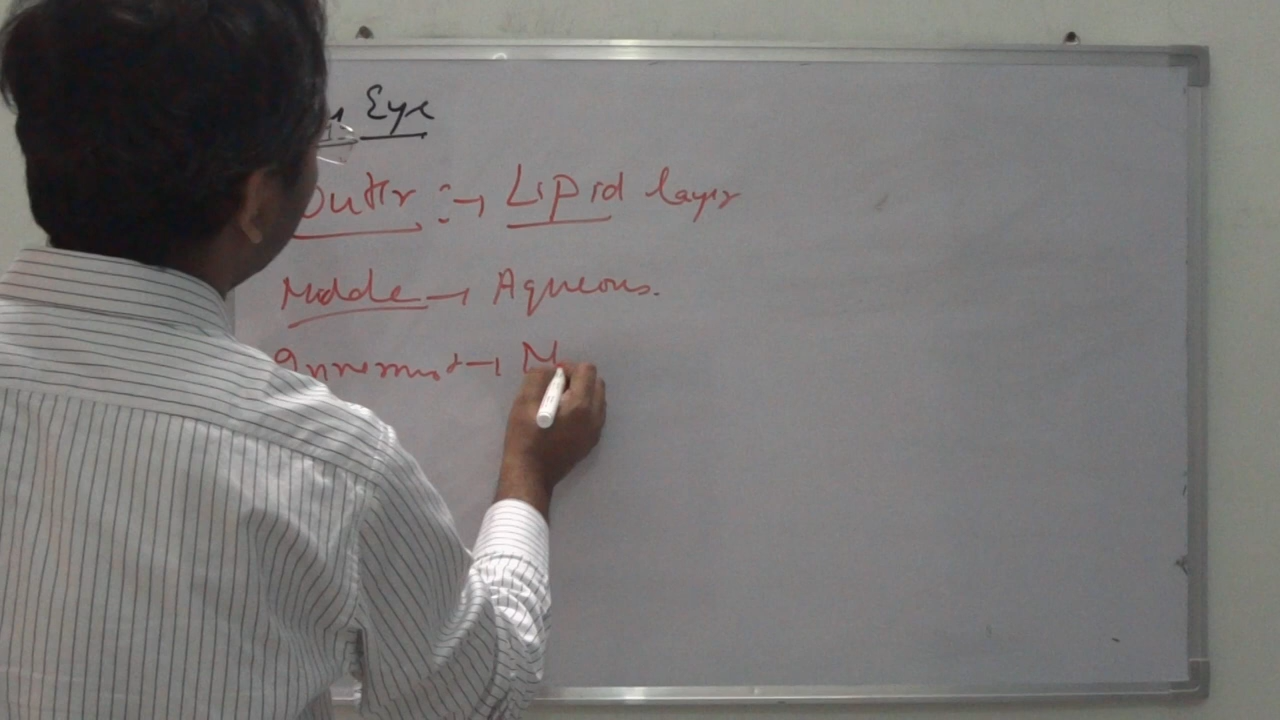 Eye
Outer :→ Lipid layer
Middle → Aqueous.
Innermost → M